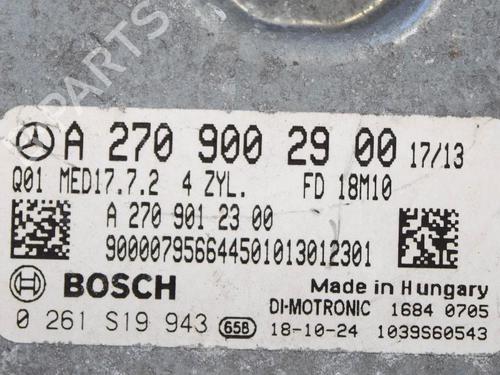 A 270 900 29 00 17/13
Q01 MED17.7.2 4 ZYL. FD 18M10
A 270 901 23 00
90000795664450101301 2301
BOSCH Made in Hungary
DI-MOTRONIC 1684 0705
0 261 S19 943 658 18-10-24 1039S60543
PARTS